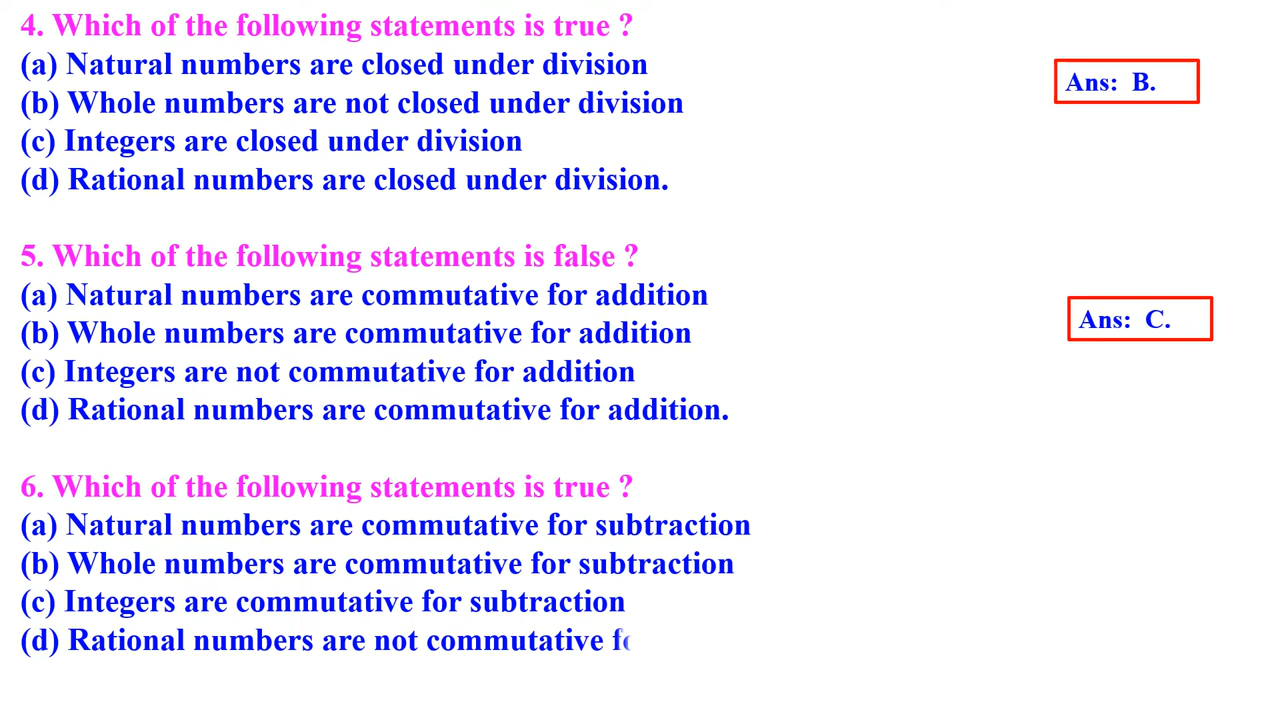 4. Which of the following statements is true ?
(a) Natural numbers are closed under division
(b) Whole numbers are not closed under division
(c) Integers are closed under division
(d) Rational numbers are closed under division.
Ans: B.
5. Which of the following statements is false ?
(a) Natural numbers are commutative for addition
(b) Whole numbers are commutative for addition
(c) Integers are not commutative for addition
(d) Rational numbers are commutative for addition.
Ans: C.
6. Which of the following statements is true ?
(a) Natural numbers are commutative for subtraction
(b) Whole numbers are commutative for subtraction
(c) Integers are commutative for subtraction
(d) Rational numbers are not commutative